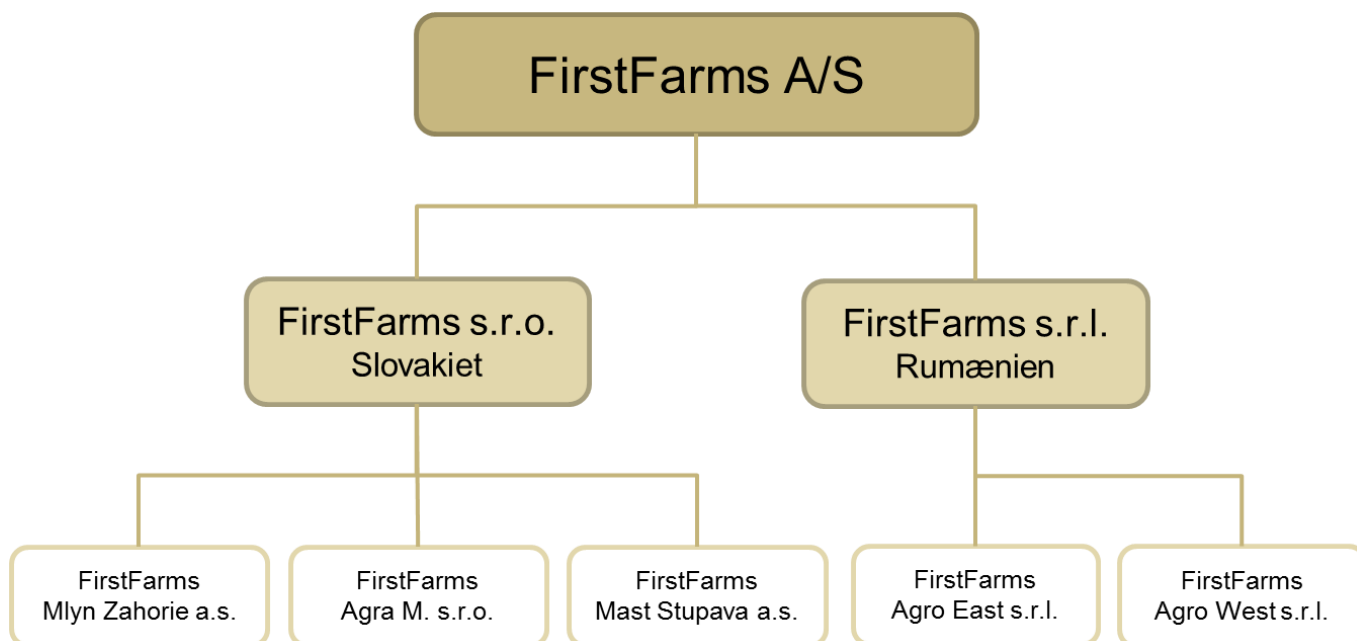 FirstFarms A/S
FirstFarms s.r.o.
Slovakiet
FirstFarms s.r.l.
Rumænien
FirstFarms
Mlyn Zahorie a.s.
FirstFarms
Agra M. s.r.o.
FirstFarms
Mast Stupava a.s.
FirstFarms
Agro East s.r.l.
FirstFarms
Agro West s.r.l.